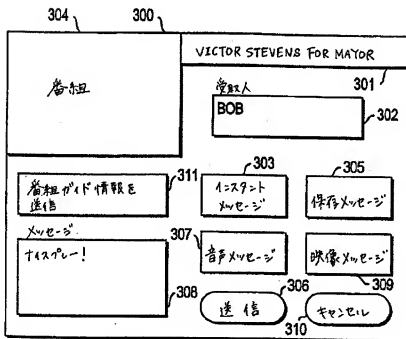 304
300
番組
VICTOR STEVENS FOR MAYOR
301
受取人
BOB
302
311
303
305
番組ガイド情報を
送信
インスタント
メッセージ
保存メッセージ
メッセージ
ナイスプレー!
307
音声メッセージ
映像メッセージ
309
308
306
送信
310
キャンセル